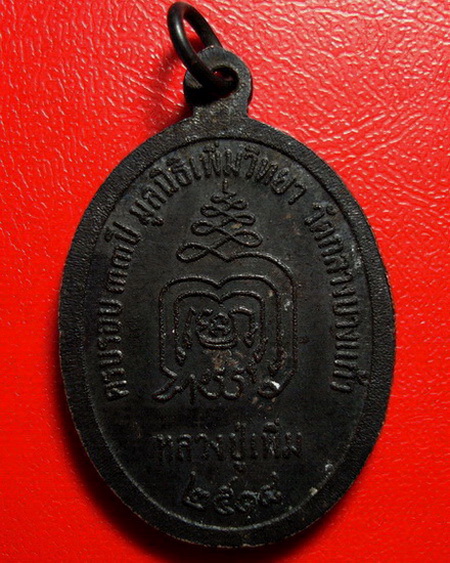 ครบรอบ ๓๓ปี มูลนิธิเพิ่มวิทยา วัดกลางบางแก้ว
หลวงปู่เพิ่ม
๒๕๑๘